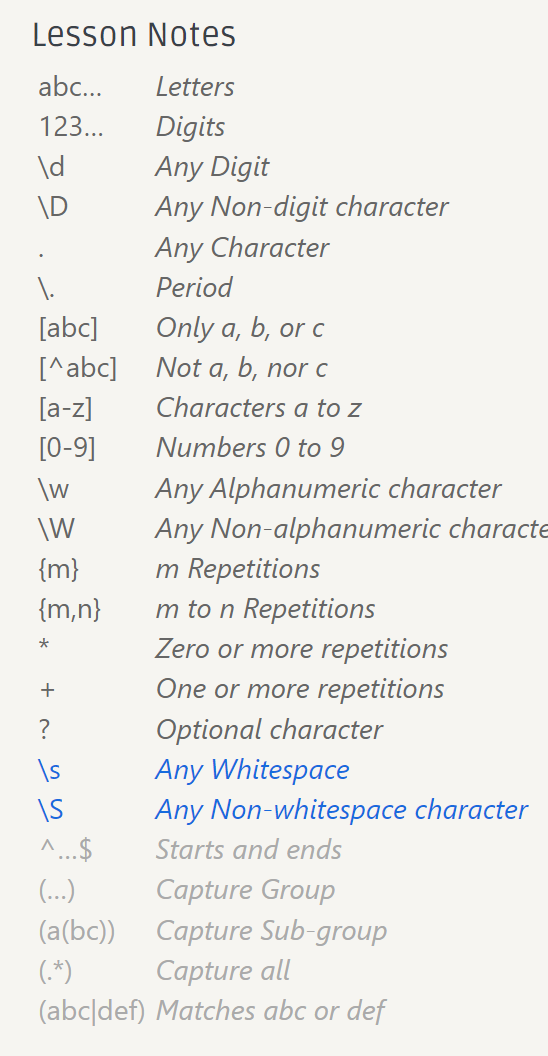 Lesson Notes
abc… Letters
123… Digits
\d Any Digit
\D Any Non-digit character
. Any Character
\. Period
[abc] Only a, b, or c
[^abc] Not a, b, nor c
[a-z] Characters a to z
[0-9] Numbers 0 to 9
\w Any Alphanumeric character
\W Any Non-alphanumeric characte
{m} m Repetitions
{m,n} m to n Repetitions
* Zero or more repetitions
+ One or more repetitions
? Optional character
\s Any Whitespace
\S Any Non-whitespace character
^…$ Starts and ends
(…) Capture Group
(a(bc)) Capture Sub-group
(.*) Capture all
(abc|def) Matches abc or def